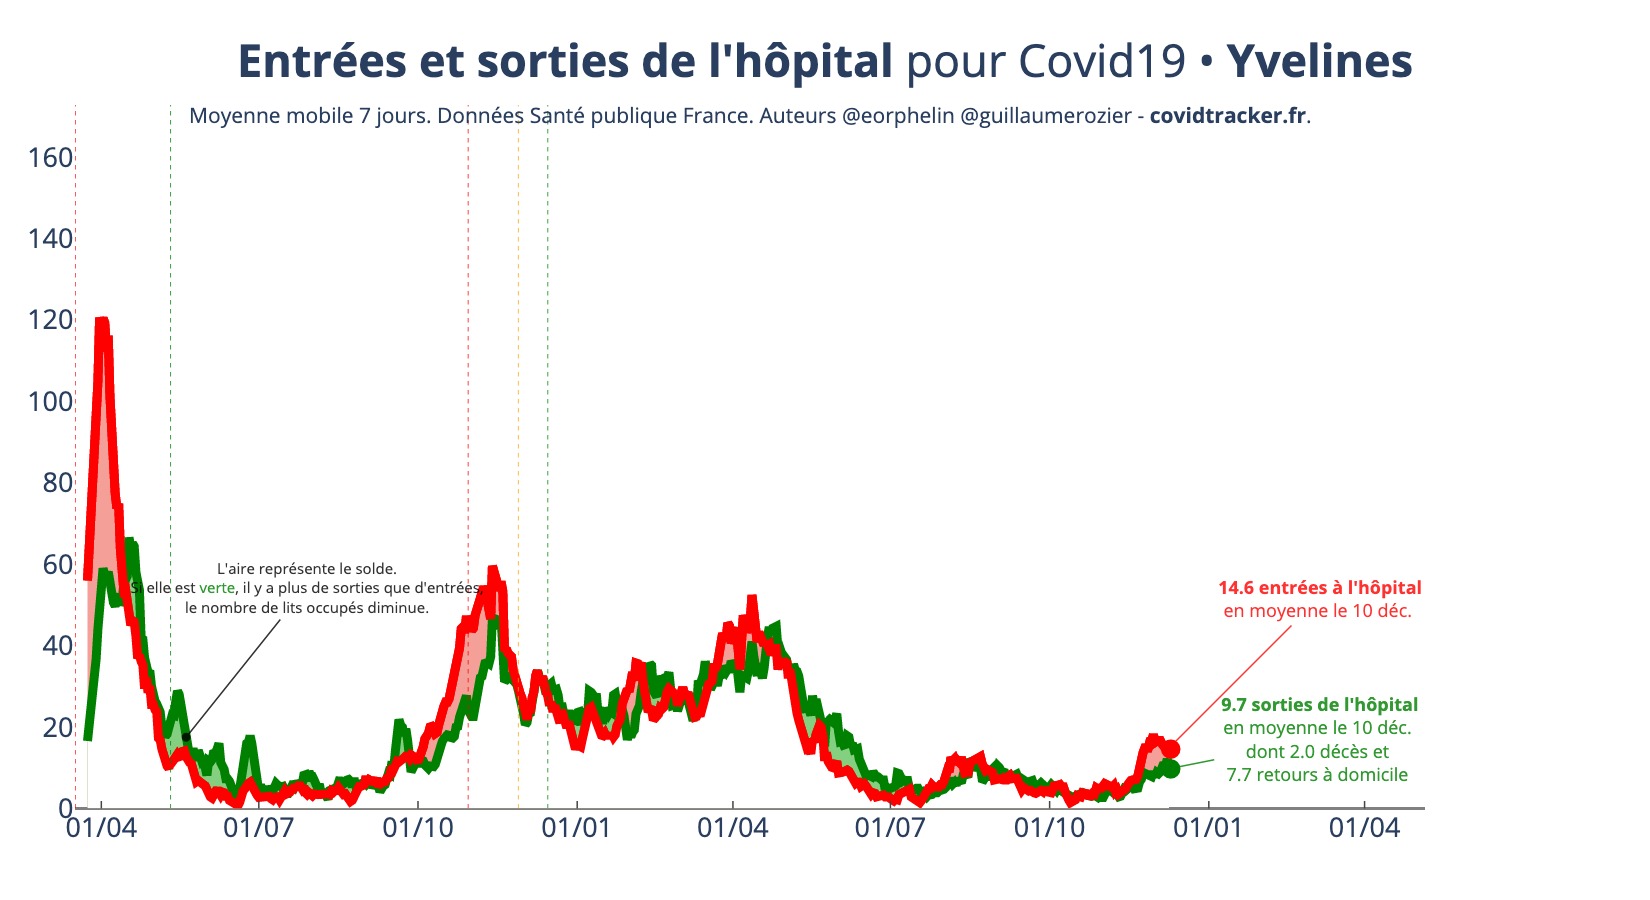 Entrées et sorties de l'hôpital pour Covid19 • Yvelines
Moyenne mobile 7 jours. Données Santé publique France. Auteurs @eorphelin @guillaumerozier - covidtracker.fr.
160
140
120
100
80
60
40
20
0
L'aire représente le solde.
Si elle est verte, il y a plus de sorties que d'entrées,
le nombre de lits occupés diminue.
14.6 entrées à l'hôpital
en moyenne le 10 déc.
9.7 sorties de l'hôpital
en moyenne le 10 déc.
dont 2.0 décès et
7.7 retours à domicile
01/04 01/07 01/10 01/01 01/04 01/07 01/10 01/01 01/04